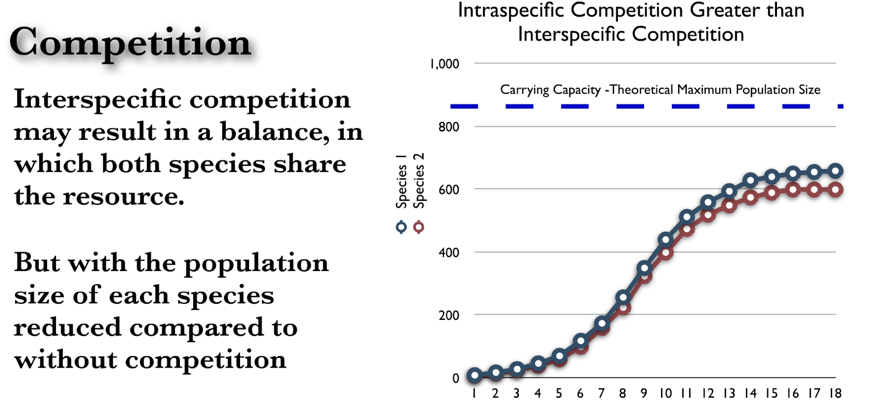 Competition
Interspecific competition
may result in a balance, in
which both species share
the resource.
But with the population
size of each species
reduced compared to
without competition
Intraspecific Competition Greater than
Interspecific Competition
1,000
Carrying Capacity -Theoretical Maximum Population Size
800
600
400
200
0
1 2 3 4 5 6 7 8 9 10 11 12 13 14 15 16 17 18
Species 1
Species 2